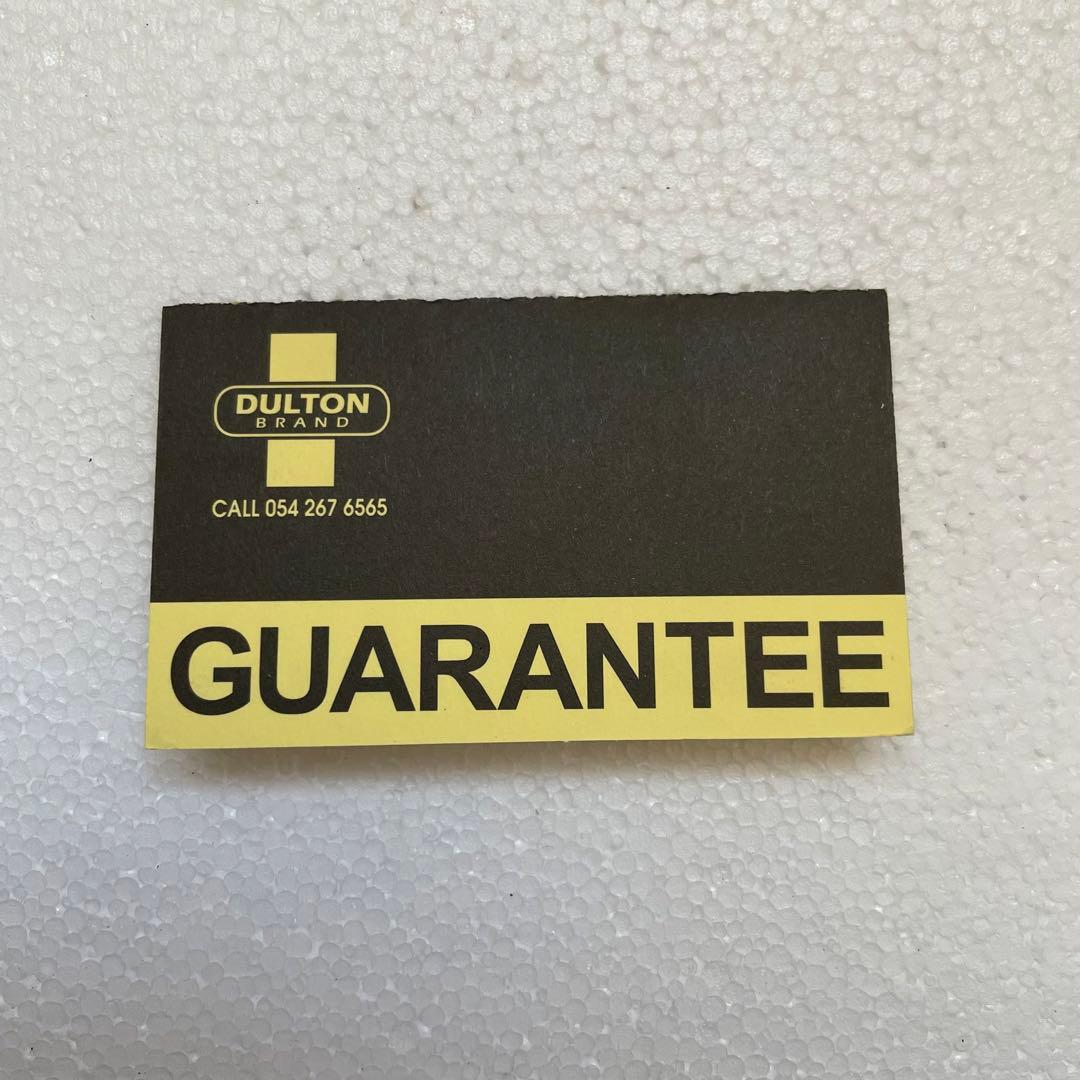 DULTON
BRAND
CALL 054 267 6565
GUARANTEE